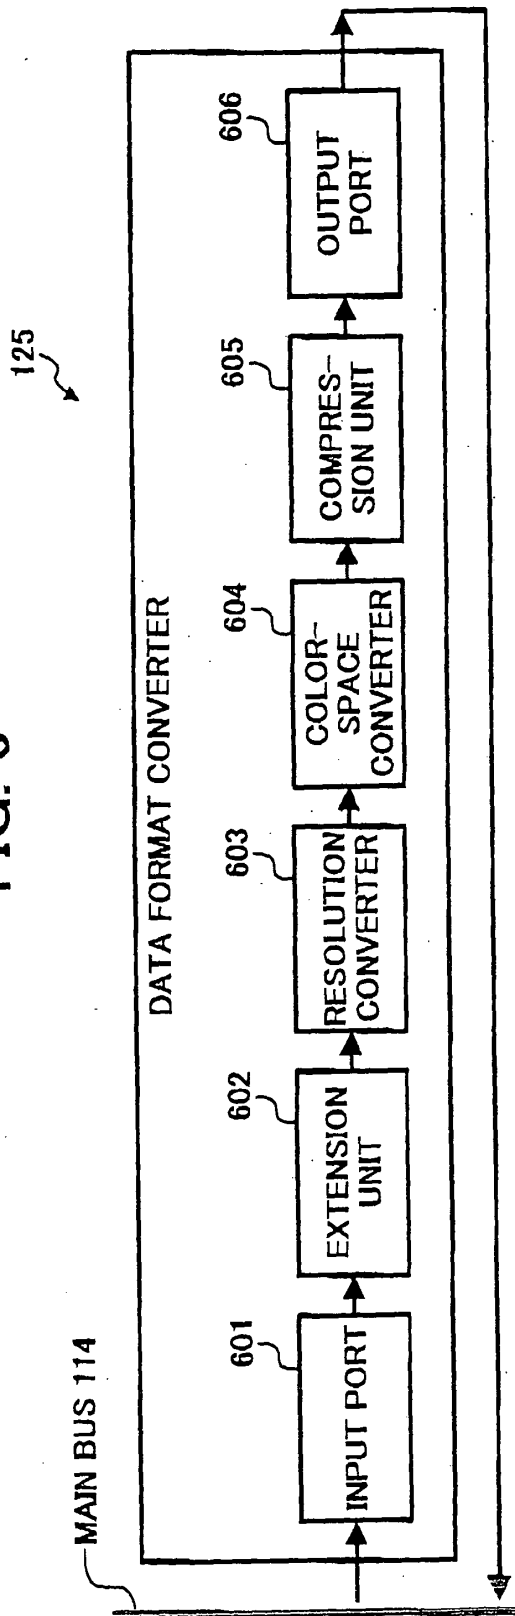 FIG. 6
125
MAIN BUS 114
DATA FORMAT CONVERTER
601
INPUT PORT
602
EXTENSION
UNIT
603
RESOLUTION
CONVERTER
604
COLOR-
SPACE
CONVERTER
605
COMPRES-
SION UNIT
606
OUTPUT
PORT